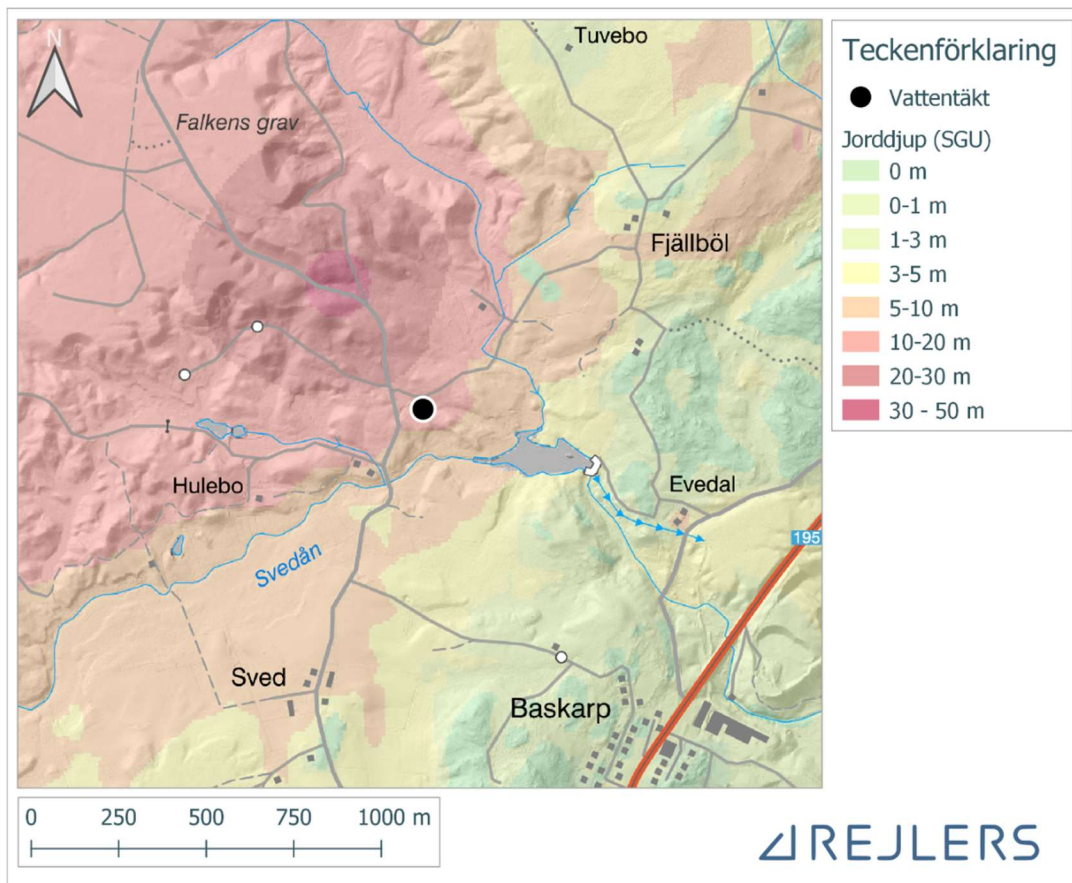 N
Tuvebo
Falkens grav
Fjällböl
Hulebo
Evedal
195
Svedån
Sved
Baskarp
Teckenförklaring
Vattentäkt
Jorddjup (SGU)
0 m
0-1 m
1-3 m
3-5 m
5-10 m
10-20 m
20-30 m
30 - 50 m
0 250 500 750 1000 m
REJLERS